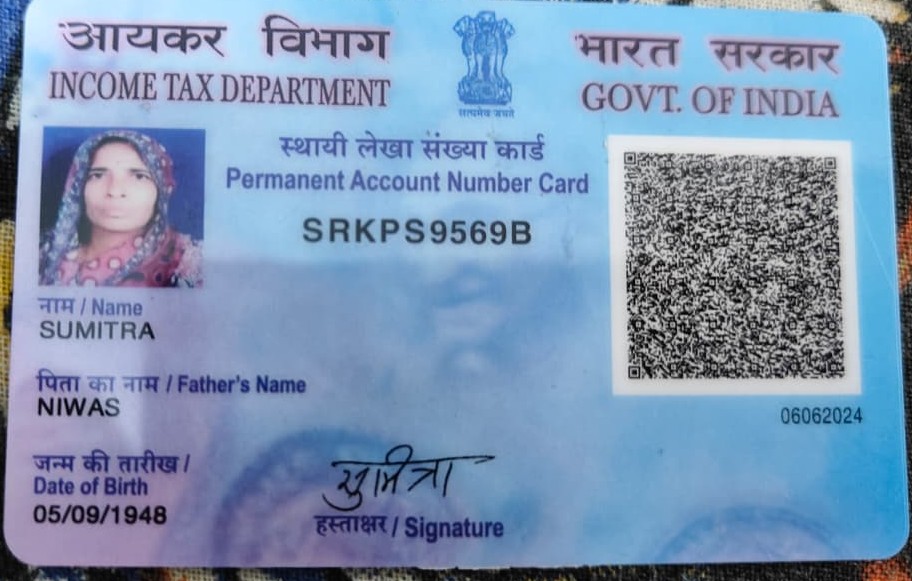 आयकर विभाग
INCOME TAX DEPARTMENT
सत्यमेव जयते
भारत सरकार
GOVT. OF INDIA
स्थायी लेखा संख्या कार्ड
Permanent Account Number Card
SRKPS9569B
नाम / Name
SUMITRA
पिता का नाम / Father's Name
NIWAS
06062024
जन्म की तारीख /
Date of Birth
05/09/1948
सुमित्रा
हस्ताक्षर / Signature